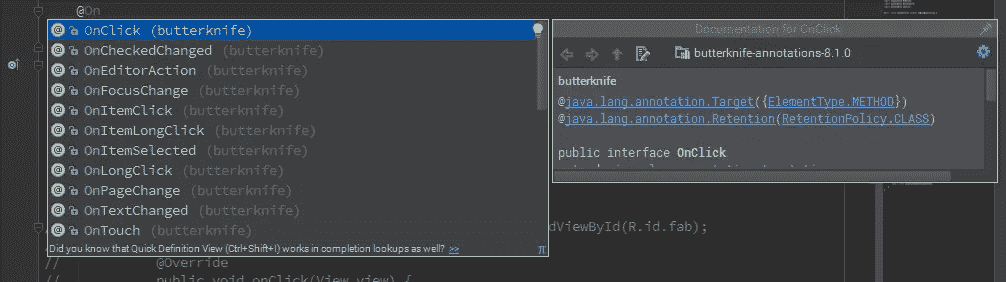 @On
OnClick (butterknife)
OnCheckedChanged (butterknife)
OnEditorAction (butterknife)
OnFocusChange (butterknife)
OnItemClick (butterknife)
OnItemLongClick (butterknife)
OnItemSelected (butterknife)
OnLongClick (butterknife)
OnPageChange (butterknife)
OnTextChanged (butterknife)
OnTouch (butterknife)
Did you know that Quick Definition View (Ctrl+Shift+I) works in completion lookups as well? >> π
Documentation for OnClick
butterknife-annotations-8.1.0
butterknife
@java.lang.annotation.Target({ElementType.METHOD})
@java.lang.annotation.Retention(RetentionPolicy.CLASS)
public interface OnClick
dViewById(R.id.fab);
// @Override
// public void onClick(View view) {